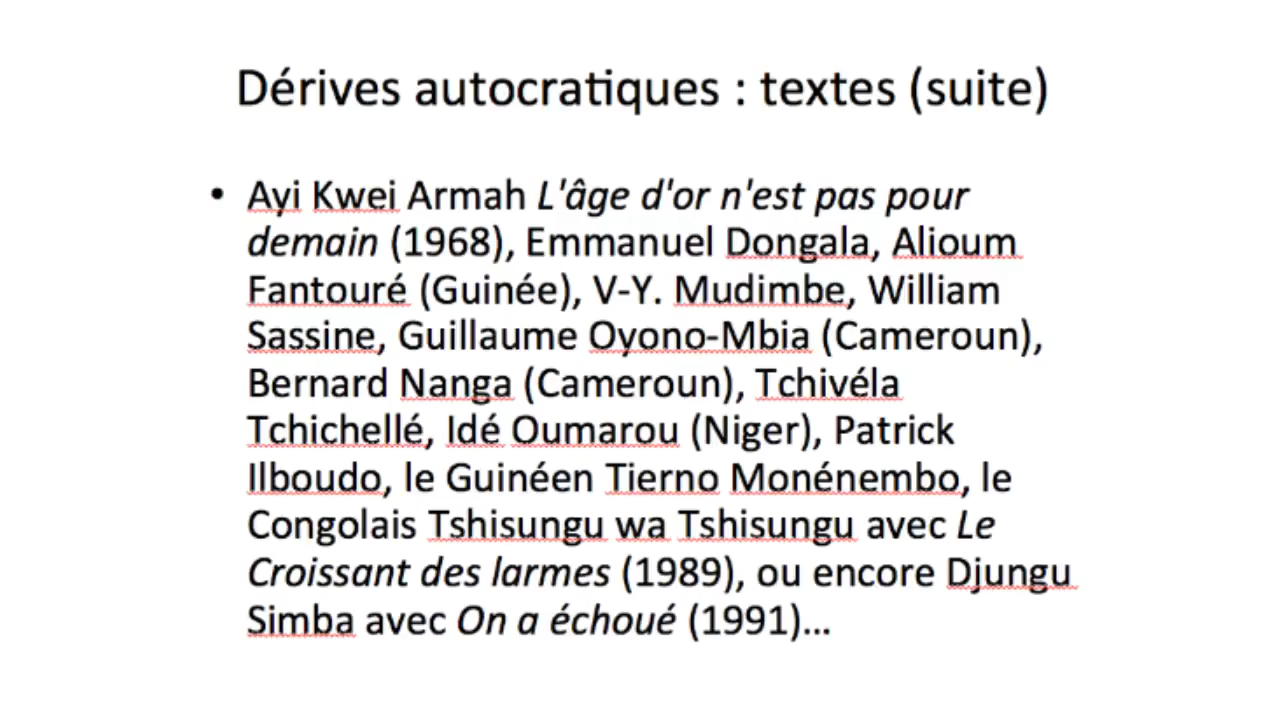 Dérives autocratiques : textes (suite)
• Ayi Kwei Armah L'âge d'or n'est pas pour
demain (1968), Emmanuel Dongala, Alioum
Fantouré (Guinée), V-Y. Mudimbe, William
Sassine, Guillaume Oyono-Mbia (Cameroun),
Bernard Nanga (Cameroun), Tchivéla
Tchichellé, Idé Oumarou (Niger), Patrick
Ilboudo, le Guinéen Tierno Monénembo, le
Congolais Tshisungu wa Tshisungu avec Le
Croissant des larmes (1989), ou encore Djungu
Simba avec On a échoué (1991)...